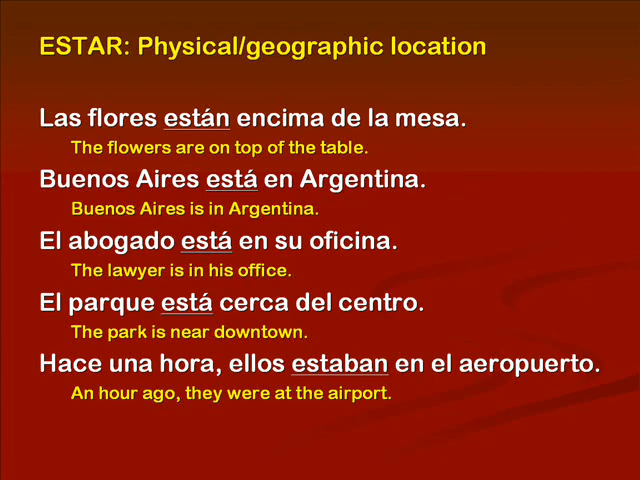 ESTAR: Physical/geographic location
Las flores están encima de la mesa.
The flowers are on top of the table.
Buenos Aires está en Argentina.
Buenos Aires is in Argentina.
El abogado está en su oficina.
The lawyer is in his office.
El parque está cerca del centro.
The park is near downtown.
Hace una hora, ellos estaban en el aeropuerto.
An hour ago, they were at the airport.